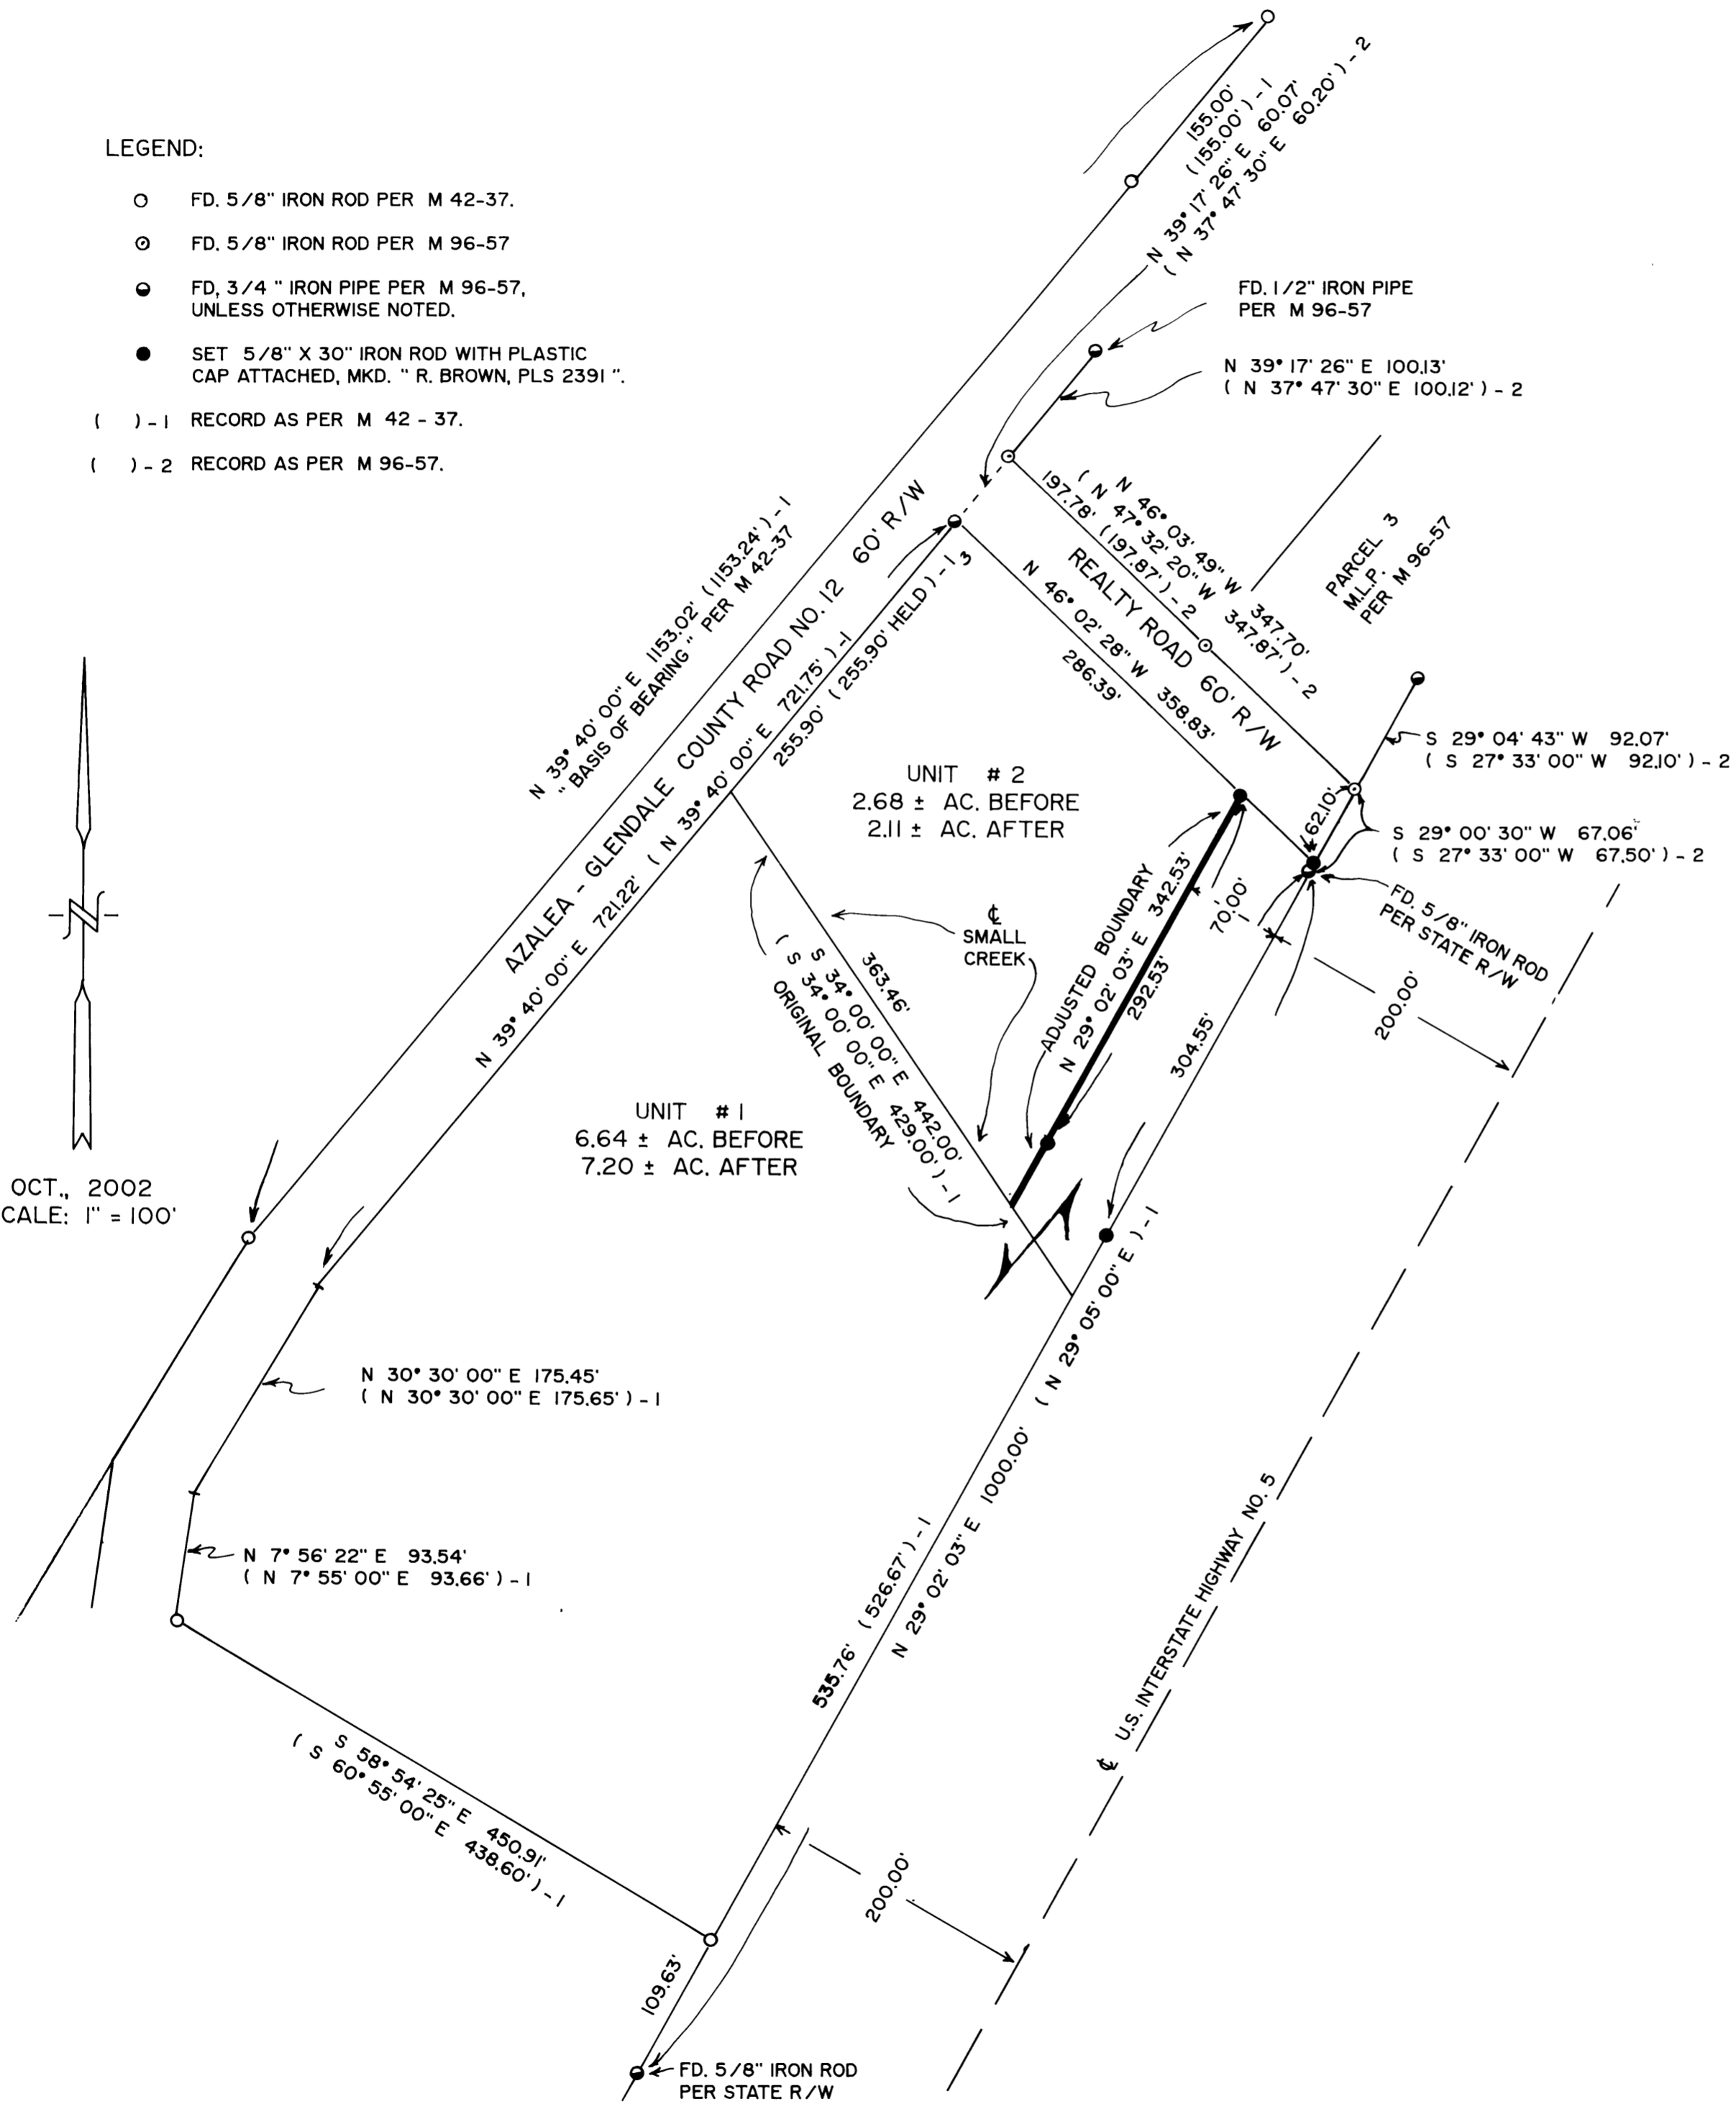 LEGEND:
FD. 5/8" IRON ROD PER M 42-37.
FD. 5/8" IRON ROD PER M 96-57
FD, 3/4 " IRON PIPE PER M 96-57,
UNLESS OTHERWISE NOTED.
SET 5/8" X 30" IRON ROD WITH PLASTIC
CAP ATTACHED, MKD. " R. BROWN, PLS 2391 ".
( ) - 1 RECORD AS PER M 42 - 37.
( ) - 2 RECORD AS PER M 96-57.
155.00'
(155.00') - 1
N 39° 17' 26" E 60.07'
( N 37° 47' 30" E 60.20' ) - 2
FD. 1/2" IRON PIPE
PER M 96-57
N 39° 17' 26" E 100.13'
( N 37° 47' 30" E 100.12' ) - 2
N 39° 40' 00" E 1153.02' (1153.24' ) - 1
" BASIS OF BEARING " PER M 42-37
AZALEA - GLENDALE COUNTY ROAD NO. 12 60' R/W
N 39° 40' 00" E 721.22' ( N 39° 40' 00" E 721.75' ) - 1
255.90' ( 255.90' HELD ) - 1, 3
N 46° 03' 49" W 347.70'
( N 47° 32' 20" W 347.87' ) - 2
197.78' (197.87' ) - 2
REALTY ROAD 60' R/W
N 46° 02' 28" W 358.83'
286.39'
PARCEL 3
M.L.P.
PER M 96-57
S 29° 04' 43" W 92.07'
( S 27° 33' 00" W 92.10' ) - 2
62.10'
S 29° 00' 30" W 67.06'
( S 27° 33' 00" W 67.50' ) - 2
FD. 5/8" IRON ROD
PER STATE R/W
UNIT # 2
2.68 ± AC. BEFORE
2.11 ± AC. AFTER
℄
SMALL
CREEK
ADJUSTED BOUNDARY
N 29° 02' 03" E 342.53'
292.53'
70.00'
200.00'
304.55'
363.46'
S 34° 00' 00" E 442.00'
( S 34° 00' 00" E 429.00' ) - 1
ORIGINAL BOUNDARY
UNIT # 1
6.64 ± AC. BEFORE
7.20 ± AC. AFTER
N
OCT., 2002
CALE: 1" = 100'
N 30° 30' 00" E 175.45'
( N 30° 30' 00" E 175.65' ) - 1
N 7° 56' 22" E 93.54'
( N 7° 55' 00" E 93.66' ) - 1
S 58° 54' 25" E 450.91'
( S 60° 55' 00" E 438.60' ) - 1
535.76' ( 526.67' ) - 1
N 29° 02' 03" E 1000.00' ( N 29° 05' 00" E ) - 1
℄ U.S. INTERSTATE HIGHWAY NO. 5
200.00'
109.63'
FD. 5/8" IRON ROD
PER STATE R/W